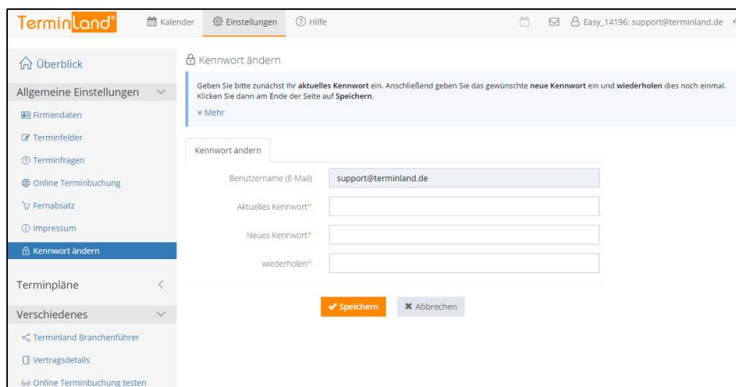 Terminland®
Kalender
Einstellungen
Hilfe
Easy_14196: support@terminland.de
Überblick
Allgemeine Einstellungen
Firmendaten
Terminfelder
Terminfragen
Online Terminbuchung
Fernabsatz
Impressum
Kennwort ändern
Terminpläne
Verschiedenes
Terminland Branchenführer
Vertragsdetails
Online Terminbuchung testen
Kennwort ändern
Geben Sie bitte zunächst Ihr aktuelles Kennwort ein. Anschließend geben Sie das gewünschte neue Kennwort ein und wiederholen dies noch einmal.
Klicken Sie dann am Ende der Seite auf Speichern.
Mehr
Kennwort ändern
Benutzername (E-Mail) support@terminland.de
Aktuelles Kennwort*
Neues Kennwort*
wiederholen*
Speichern
Abbrechen